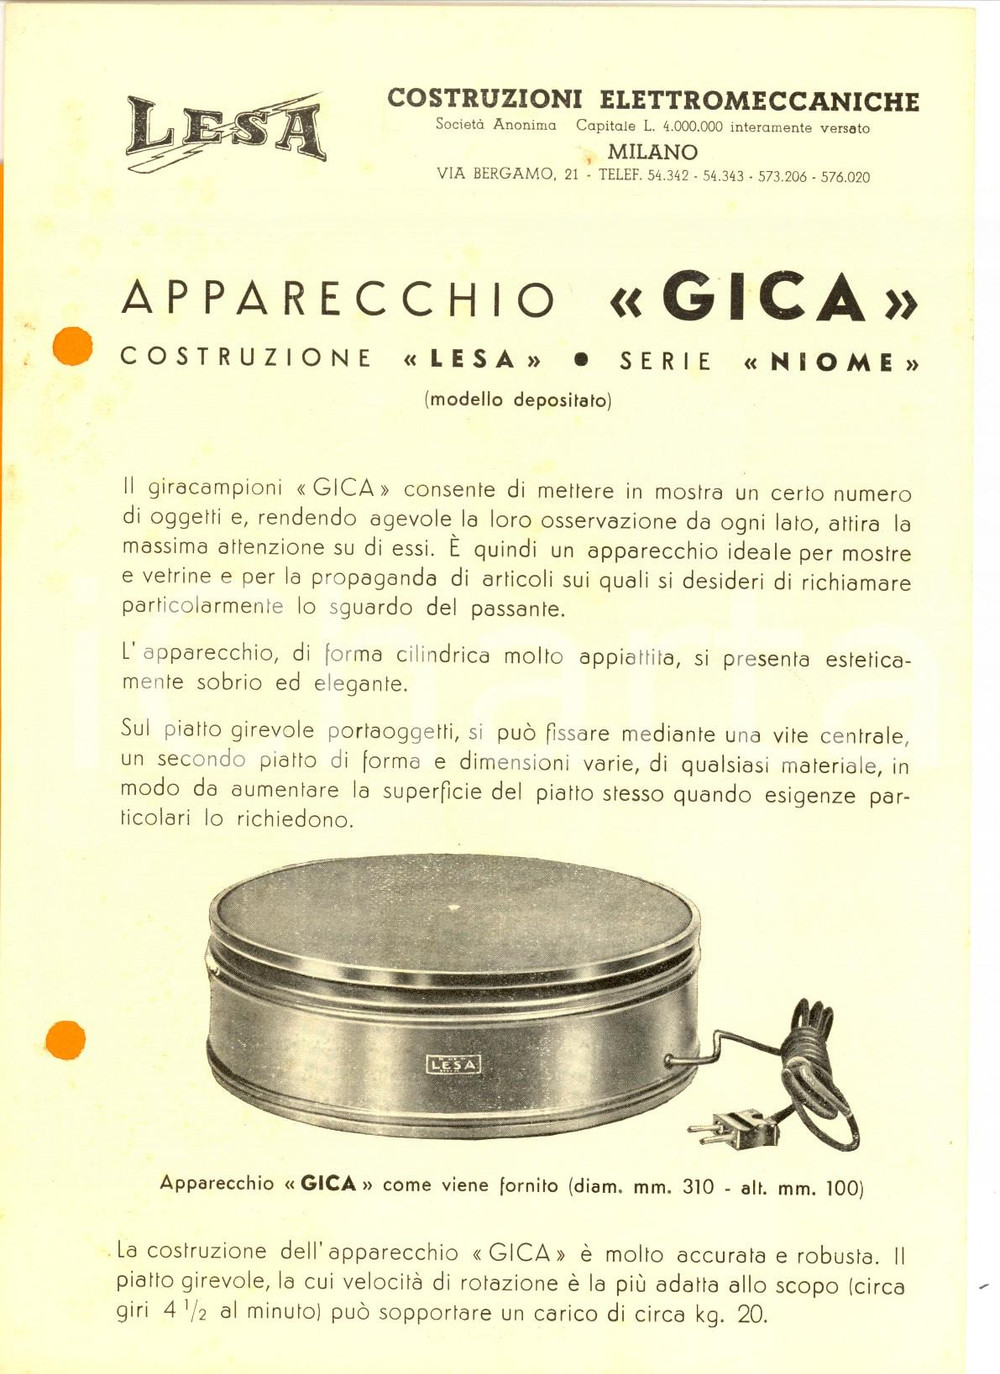 LESA
COSTRUZIONI ELETTROMECCANICHE
Società Anonima Capitale L. 4.000.000 interamente versato
MILANO
VIA BERGAMO, 21 - TELEF. 54.342 - 54.343 - 573.206 - 576.020
APPARECCHIO « GICA »
COSTRUZIONE « LESA » • SERIE « NIOME »
(modello depositato)
Il giracampioni « GICA » consente di mettere in mostra un certo numero
di oggetti e, rendendo agevole la loro osservazione da ogni lato, attira la
massima attenzione su di essi. È quindi un apparecchio ideale per mostre
e vetrine e per la propaganda di articoli sui quali si desideri di richiamare
particolarmente lo sguardo del passante.
L' apparecchio, di forma cilindrica molto appiattita, si presenta estetica-
mente sobrio ed elegante.
Sul piatto girevole portaoggetti, si può fissare mediante una vite centrale,
un secondo piatto di forma e dimensioni varie, di qualsiasi materiale, in
modo da aumentare la superficie del piatto stesso quando esigenze par-
ticolari lo richiedono.
LESA
Apparecchio « GICA » come viene fornito (diam. mm. 310 - alt. mm. 100)
La costruzione dell' apparecchio « GICA » è molto accurata e robusta. Il
piatto girevole, la cui velocità di rotazione è la più adatta allo scopo (circa
giri 4 1/2 al minuto) può sopportare un carico di circa kg. 20.